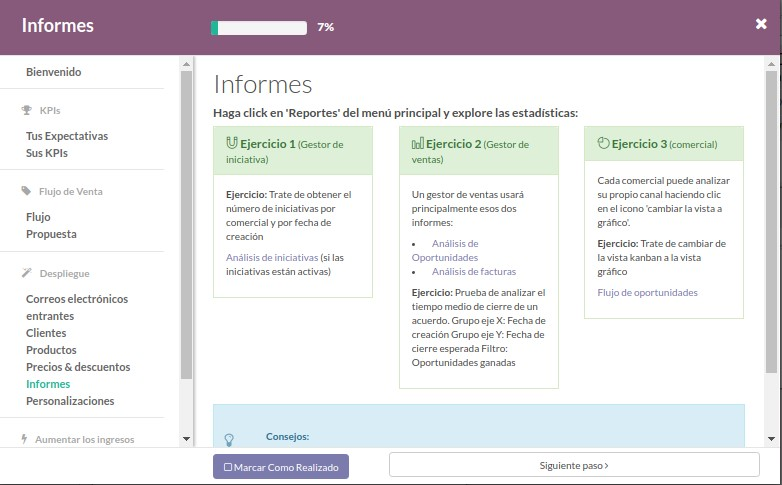 Informes
7%
Bienvenido
KPIs
Tus Expectativas
Sus KPIs
Flujo de Venta
Flujo
Propuesta
Despliegue
Correos electrónicos
entrantes
Clientes
Productos
Precios & descuentos
Informes
Personalizaciones
Aumentar los ingresos
Informes
Haga click en 'Reportes' del menú principal y explore las estadísticas:
Ejercicio 1 (Gestor de
iniciativa)
Ejercicio: Trate de obtener el
número de iniciativas por
comercial y por fecha de
creación
Análisis de iniciativas (si las
iniciativas están activas)
Ejercicio 2 (Gestor de
ventas)
Un gestor de ventas usará
principalmente esos dos
informes:
• Análisis de
Oportunidades
• Análisis de facturas
Ejercicio: Prueba de analizar el
tiempo medio de cierre de un
acuerdo. Grupo eje X: Fecha de
creación Grupo eje Y: Fecha de
cierre esperada Filtro:
Oportunidades ganadas
Ejercicio 3 (comercial)
Cada comercial puede analizar
su propio canal haciendo clic
en el icono 'cambiar la vista a
gráfico'.
Ejercicio: Trate de cambiar de
la vista kanban a la vista
gráfico
Flujo de oportunidades
Consejos:
Marcar Como Realizado
Siguiente paso